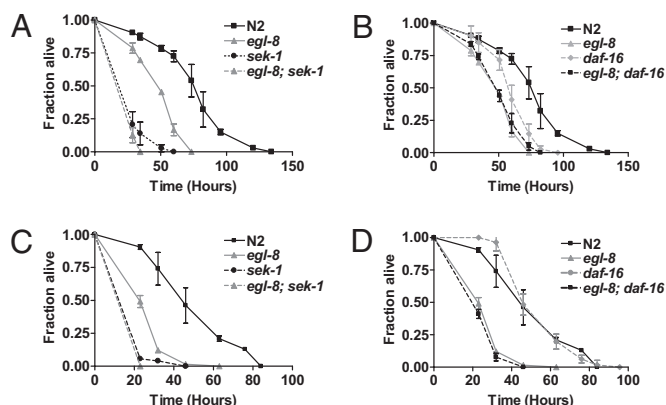 A
Fraction alive
1.00
0.75
0.50
0.25
0.00
0
50
100
150
Time (Hours)
N2
egl-8
sek-1
egl-8; sek-1
B
Fraction alive
1.00
0.75
0.50
0.25
0.00
0
50
100
150
Time (Hours)
N2
egl-8
daf-16
egl-8; daf-16
C
Fraction alive
1.00
0.75
0.50
0.25
0.00
0
20
40
60
80
100
Time (Hours)
N2
egl-8
sek-1
egl-8; sek-1
D
Fraction alive
1.00
0.75
0.50
0.25
0.00
0
20
40
60
80
100
Time (Hours)
N2
egl-8
daf-16
egl-8; daf-16